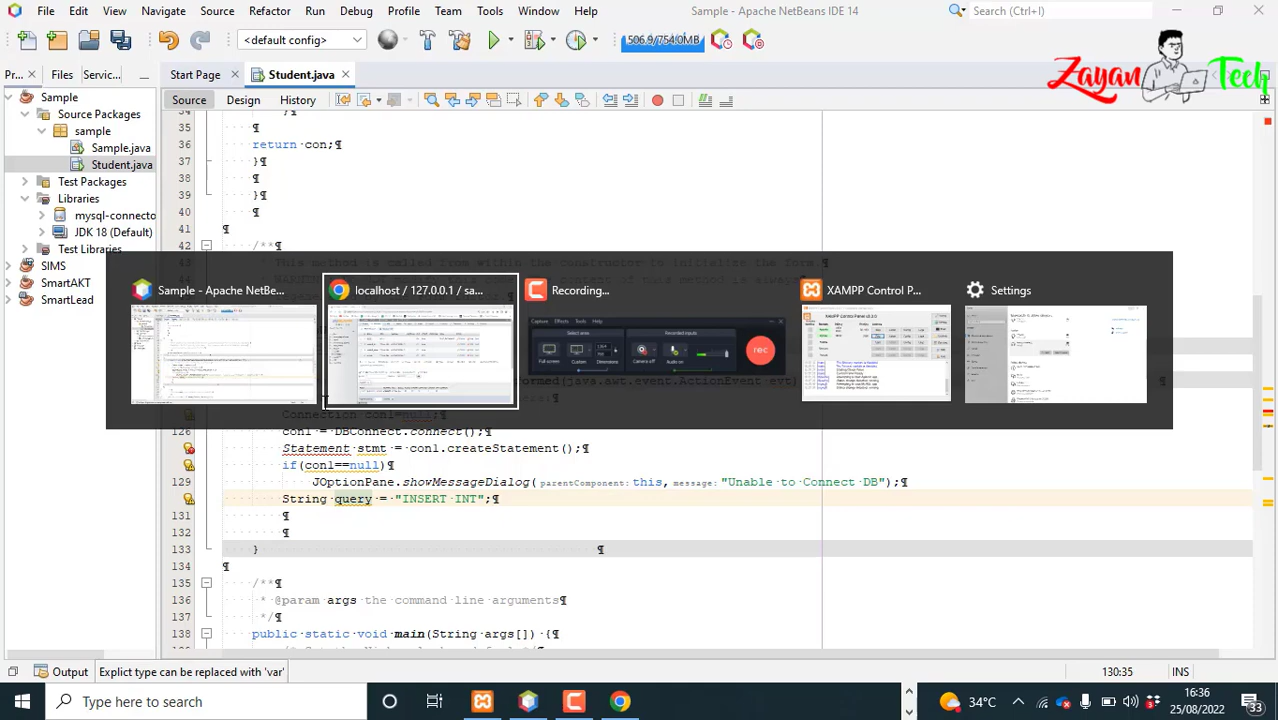 File Edit View Navigate Source Refactor Run Debug Profile Team Tools Window Help
Sample - Apache NetBeans IDE 14
Search (Ctrl+I)
<default config>
506.9/754.0MB
Zayan Tech
Pr... Files Servic...
Start Page
Student.java
Source Design History
Sample
Source Packages
sample
Sample.java
Student.java
Test Packages
Libraries
mysql-connecto
JDK 18 (Default)
Test Libraries
SIMS
SmartAKT
SmartLead
35 ¶
36 return con;¶
37 }¶
38 ¶
39 }¶
40 ¶
41 ¶
42 /**¶
Sample - Apache NetBe...
localhost / 127.0.0.1 / sa...
Recording...
XAMPP Control P...
Settings
Connection con1=null;¶
126 con1 = DBConnect.connect();¶
Statement stmt = con1.createStatement();¶
if(con1==null)¶
129 JOptionPane.showMessageDialog(parentComponent:this, message:"Unable to Connect DB");¶
String query = "INSERT INT";¶
131 ¶
132 ¶
133 } ¶
134 ¶
135 /**¶
136 * @param args the command line arguments¶
137 */¶
138 public static void main(String args[]) {¶
Output
Explict type can be replaced with 'var'
130:35
INS
Type here to search
34°C
16:36
25/08/2022
33